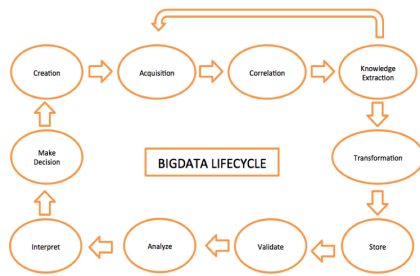 Creation
Acquisition
Correlation
Knowledge
Extraction
Make
Decision
BIGDATA LIFECYCLE
Transformation
Interpret
Analyze
Validate
Store